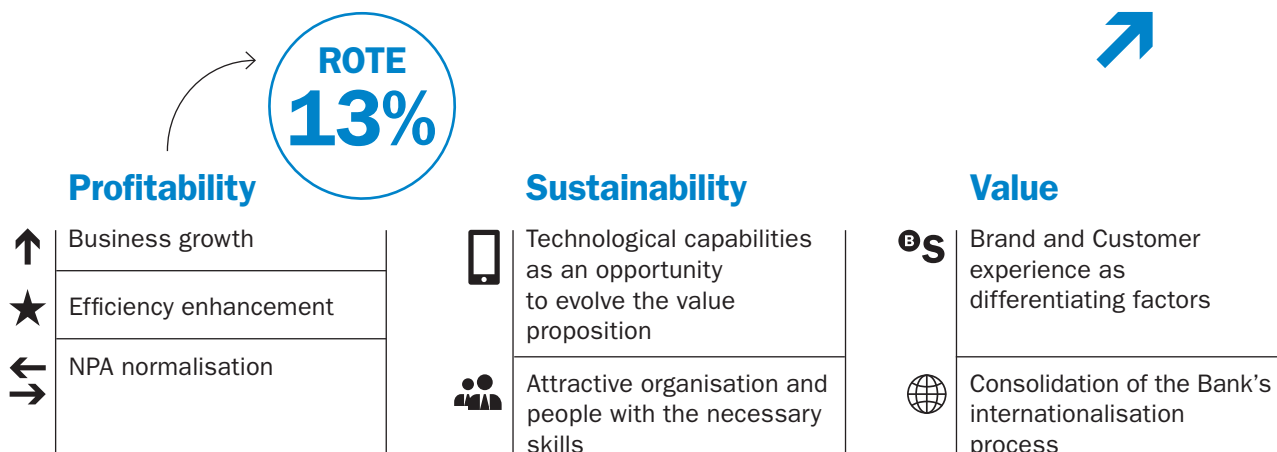 ROTE
13%
Profitability
Business growth
Efficiency enhancement
NPA normalisation
Sustainability
Technological capabilities
as an opportunity
to evolve the value
proposition
Attractive organisation and
people with the necessary
skills
Value
BS
Brand and Customer
experience as
differentiating factors
Consolidation of the Bank's
internationalisation
process